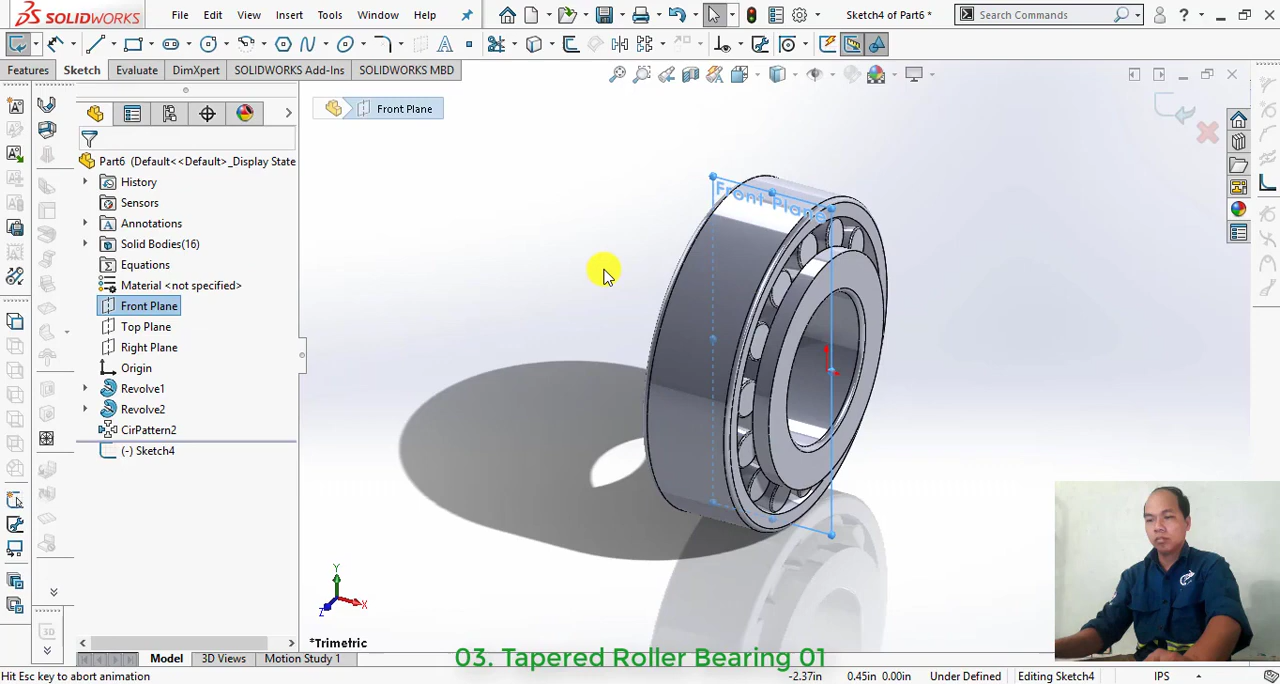 SOLIDWORKS File Edit View Insert Tools Window Help Sketch4 of Part6 * Search Commands
Features Sketch Evaluate DimXpert SOLIDWORKS Add-Ins SOLIDWORKS MBD
Front Plane
Part6 (Default<<Default>_Display State
History
Sensors
Annotations
Solid Bodies(16)
Equations
Material <not specified>
Front Plane
Top Plane
Right Plane
Origin
Revolve1
Revolve2
CirPattern2
(-) Sketch4
Front Plane
Y
X
Z
*Trimetric
3D
Model 3D Views Motion Study 1
03. Tapered Roller Bearing 01
Hit Esc key to abort animation -2.37in 0.45in 0.00in Under Defined Editing Sketch4 IPS